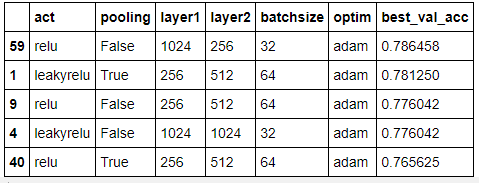 act pooling layer1 layer2 batchsize optim best_val_acc
59 relu False 1024 256 32 adam 0.786458
1 leakyrelu True 256 512 64 adam 0.781250
9 relu False 256 512 64 adam 0.776042
4 leakyrelu False 1024 1024 32 adam 0.776042
40 relu True 256 512 64 adam 0.765625